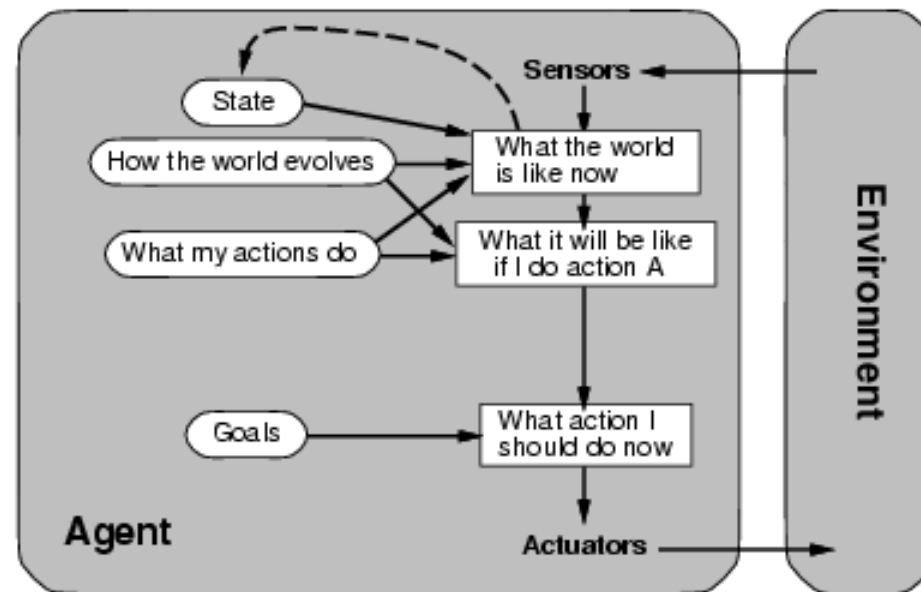 Sensors
State
What the world
is like now
How the world evolves
What it will be like
if I do action A
What my actions do
Environment
What action I
should do now
Goals
Agent
Actuators